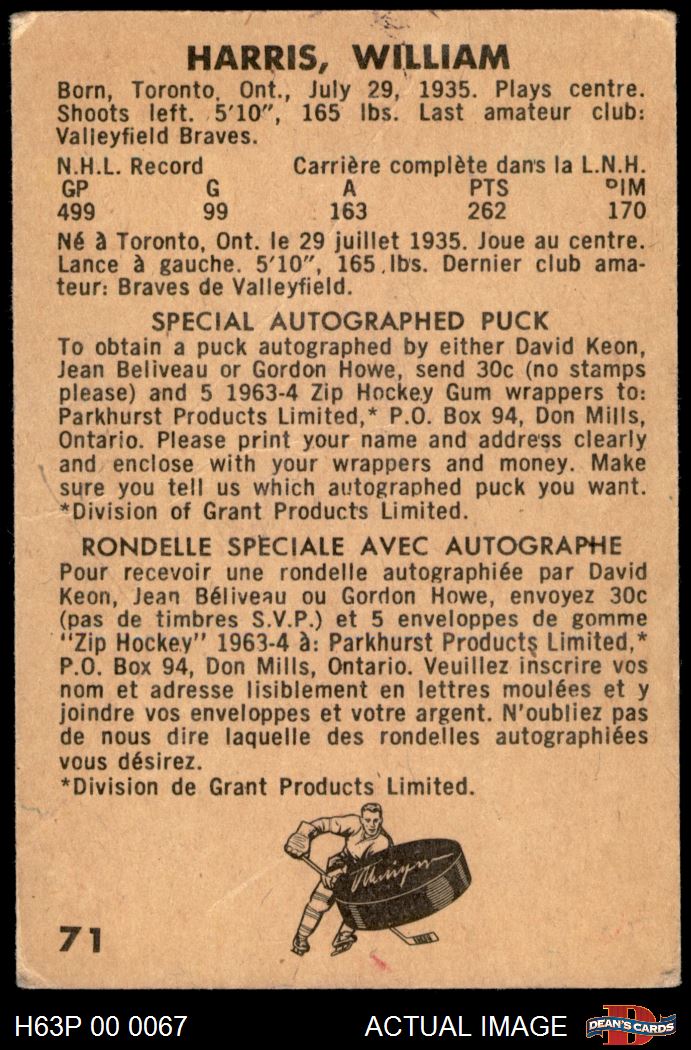 HARRIS, WILLIAM
Born, Toronto, Ont., July 29, 1935. Plays centre.
Shoots left. 5'10", 165 lbs. Last amateur club:
Valleyfield Braves.
N.H.L. Record Carrière complète dans la L.N.H.
GP G A PTS PIM
499 99 163 262 170
Né à Toronto, Ont. le 29 juillet 1935. Joue au centre.
Lance à gauche. 5'10", 165 lbs. Dernier club ama-
teur: Braves de Valleyfield.
SPECIAL AUTOGRAPHED PUCK
To obtain a puck autographed by either David Keon,
Jean Beliveau or Gordon Howe, send 30c (no stamps
please) and 5 1963-4 Zip Hockey Gum wrappers to:
Parkhurst Products Limited,* P.O. Box 94, Don Mills,
Ontario. Please print your name and address clearly
and enclose with your wrappers and money. Make
sure you tell us which autographed puck you want.
*Division of Grant Products Limited.
RONDELLE SPECIALE AVEC AUTOGRAPHE
Pour recevoir une rondelle autographiée par David
Keon, Jean Béliveau ou Gordon Howe, envoyez 30c
(pas de timbres S.V.P.) et 5 enveloppes de gomme
"Zip Hockey" 1963-4 à: Parkhurst Products Limited,*
P.O. Box 94, Don Mills, Ontario. Veuillez inscrire vos
nom et adresse lisiblement en lettres moulées et y
joindre vos enveloppes et votre argent. N'oubliez pas
de nous dire laquelle des rondelles autographiées
vous désirez.
*Division de Grant Products Limited.
71
H63P 00 0067 ACTUAL IMAGE DEAN'S CARDS